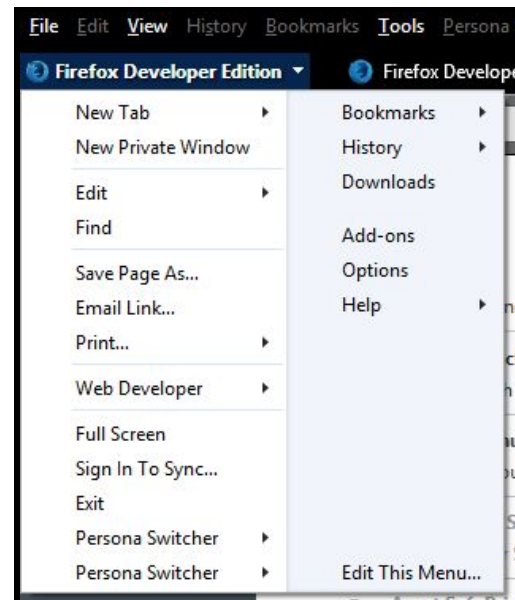 File Edit View History Bookmarks Tools Persona
Firefox Developer Edition Firefox Develope
New Tab
New Private Window
Edit
Find
Save Page As...
Email Link...
Print...
Web Developer
Full Screen
Sign In To Sync...
Exit
Persona Switcher
Persona Switcher
Bookmarks
History
Downloads
Add-ons
Options
Help
Edit This Menu...